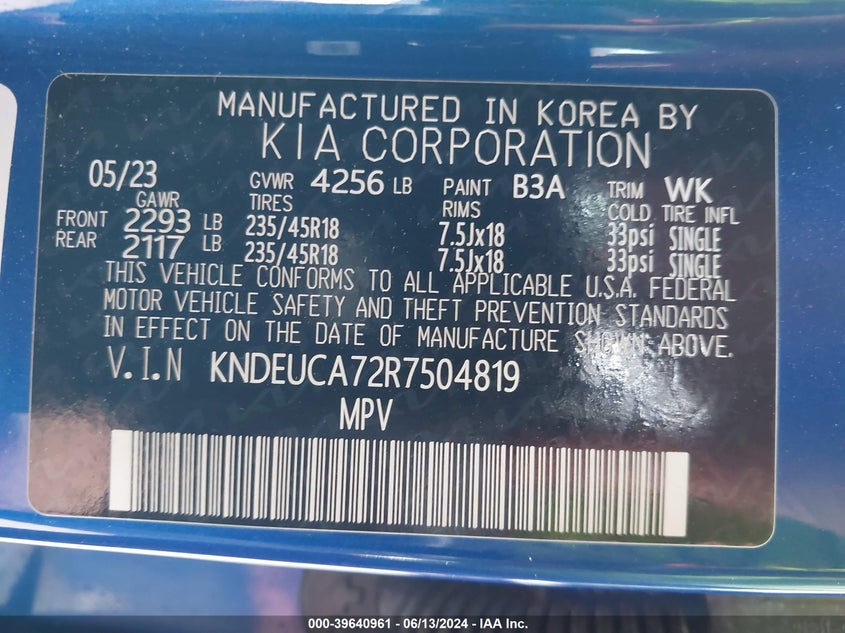 MANUFACTURED IN KOREA BY
KIA CORPORATION
05/23 GVWR 4256 LB PAINT B3A TRIM WK
GAWR TIRES RIMS COLD TIRE INFL
FRONT 2293 LB 235/45R18 7.5Jx18 33psi SINGLE
REAR 2117 LB 235/45R18 7.5Jx18 33psi SINGLE
THIS VEHICLE CONFORMS TO ALL APPLICABLE U.S.A. FEDERAL
MOTOR VEHICLE SAFETY AND THEFT PREVENTION STANDARDS
IN EFFECT ON THE DATE OF MANUFACTURE SHOWN ABOVE.
V.I.N KNDEUCA72R7504819
MPV
000-39640961 - 06/13/2024 - IAA Inc.